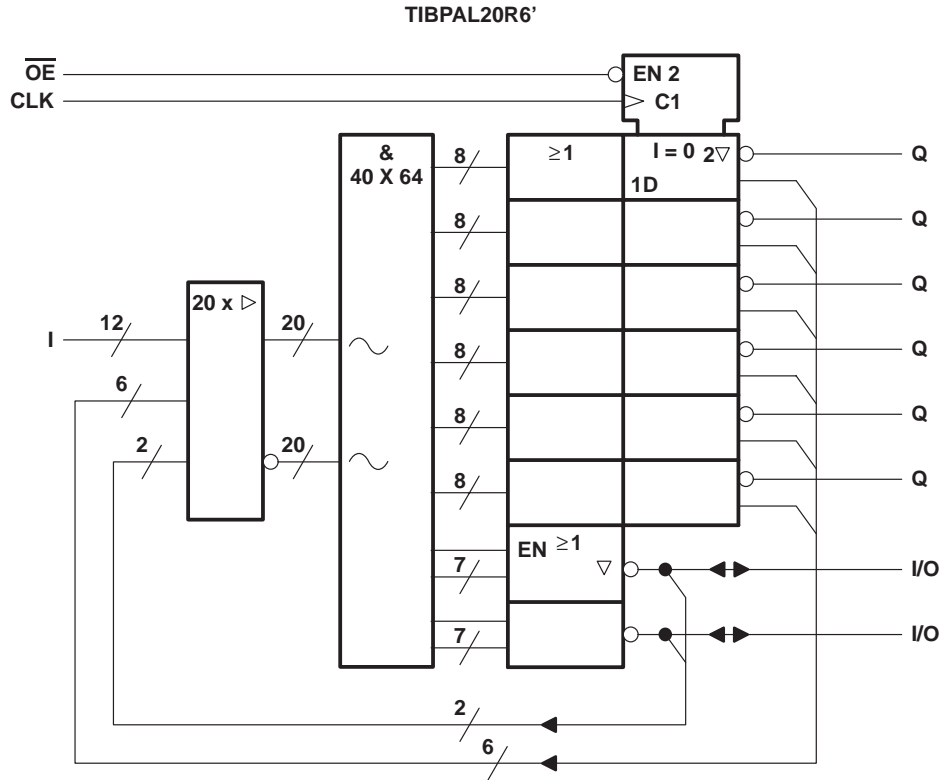 TIBPAL20R6’
OE
EN 2
CLK
C1
&
40 X 64
8
≥1
I = 0 2▽
Q
1D
8
Q
8
Q
20 x ▷
I
12
20
8
Q
6
8
Q
2
20
8
Q
EN ≥1
7
▽
I/O
7
I/O
2
6